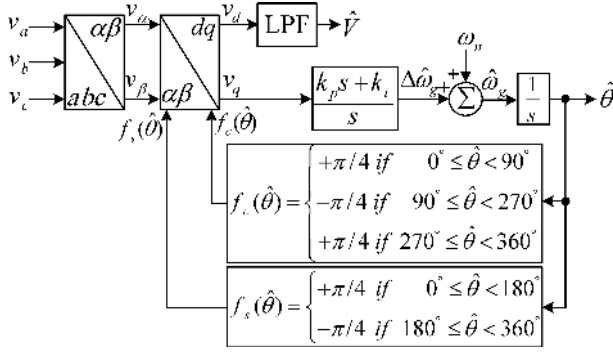 v_a αβ v_α dq v_d LPF V̂
v_b ω_n
v_c abc v_β αβ v_q k_p s + k_i / s Δω̂_g + + Σ ω̂_g 1/s θ̂
f_s(θ̂) f_c(θ̂)
+π/4 if 0° ≤ θ̂ < 90°
f_c(θ̂) = { −π/4 if 90° ≤ θ̂ < 270°
+π/4 if 270° ≤ θ̂ < 360°
f_s(θ̂) = { +π/4 if 0° ≤ θ̂ < 180°
−π/4 if 180° ≤ θ̂ < 360°